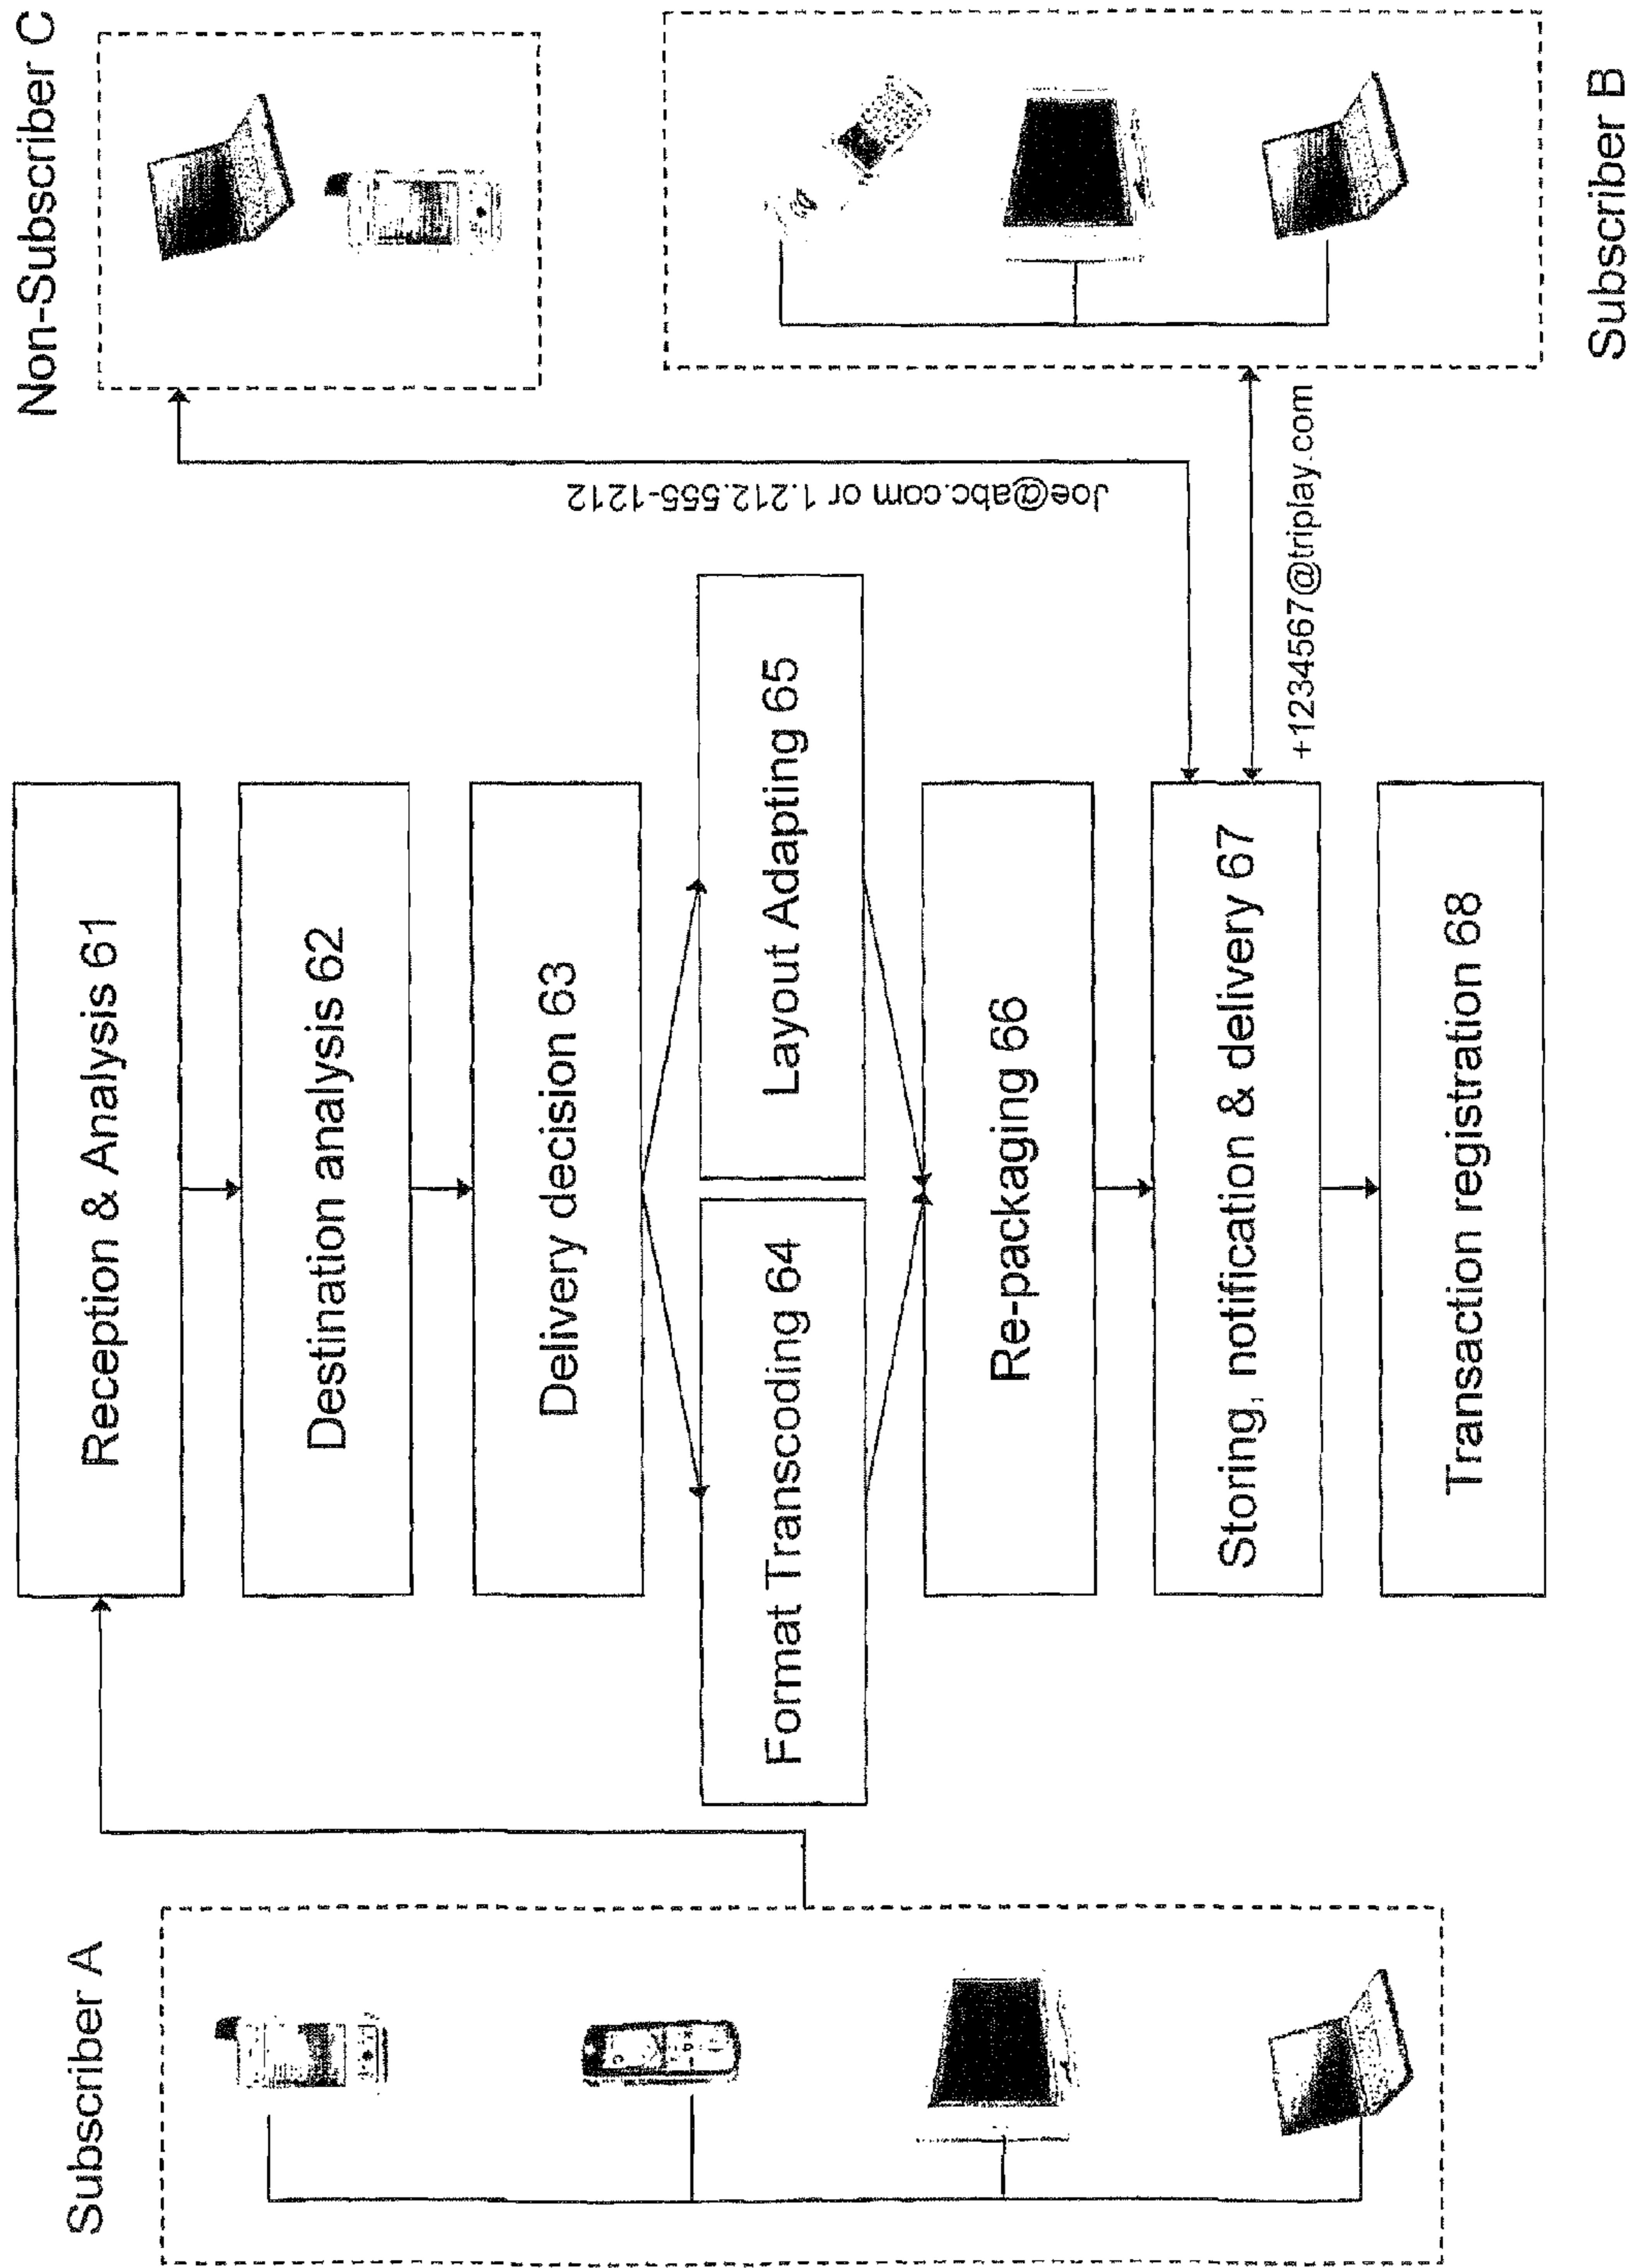 Subscriber A
Reception & Analysis 61
Destination analysis 62
Delivery decision 63
Format Transcoding 64
Layout Adapting 65
Re-packaging 66
Storing, notification & delivery 67
Transaction registration 68
Non-Subscriber C
Joe@abc.com or 1.212.555-1212
+1234567@triplay.com
Subscriber B